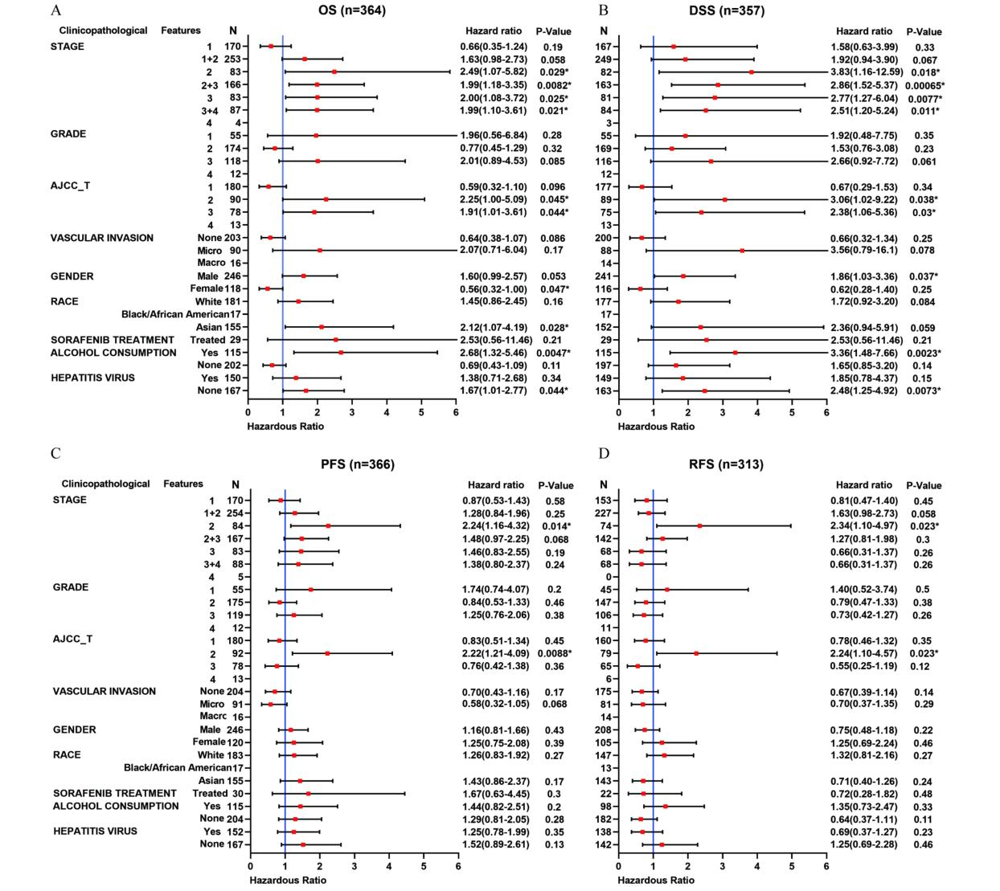 A
OS (n=364)
Clinicopathological Features N Hazard ratio P-Value
STAGE 1 170 0.66(0.35-1.24) 0.19
1+2 253 1.63(0.98-2.73) 0.058
2 83 2.49(1.07-5.82) 0.029*
2+3 166 1.99(1.18-3.35) 0.0082*
3 83 2.00(1.08-3.72) 0.025*
3+4 87 1.99(1.10-3.61) 0.021*
4 4
GRADE 1 55 1.96(0.56-6.84) 0.28
2 174 0.77(0.45-1.29) 0.32
3 118 2.01(0.89-4.53) 0.085
4 12
AJCC_T 1 180 0.59(0.32-1.10) 0.096
2 90 2.25(1.00-5.09) 0.045*
3 78 1.91(1.01-3.61) 0.044*
4 13
VASCULAR INVASION None 203 0.64(0.38-1.07) 0.086
Micro 90 2.07(0.71-6.04) 0.17
Macro 16
GENDER Male 246 1.60(0.99-2.57) 0.053
Female 118 0.56(0.32-1.00) 0.047*
RACE White 181 1.45(0.86-2.45) 0.16
Black/African American 17
Asian 155 2.12(1.07-4.19) 0.028*
SORAFENIB TREATMENT Treated 29 2.53(0.56-11.46) 0.21
ALCOHOL CONSUMPTION Yes 115 2.68(1.32-5.46) 0.0047*
None 202 0.69(0.43-1.09) 0.11
HEPATITIS VIRUS Yes 150 1.38(0.71-2.68) 0.34
None 167 1.67(1.01-2.77) 0.044*
0 1 2 3 4 5 6
Hazardous Ratio
B
DSS (n=357)
N Hazard ratio P-Value
167 1.58(0.63-3.99) 0.33
249 1.92(0.94-3.90) 0.067
82 3.83(1.16-12.59) 0.018*
163 2.86(1.52-5.37) 0.00065*
81 2.77(1.27-6.04) 0.0077*
84 2.51(1.20-5.24) 0.011*
3
55 1.92(0.48-7.75) 0.35
169 1.53(0.76-3.08) 0.23
116 2.66(0.92-7.72) 0.061
12
177 0.67(0.29-1.53) 0.34
89 3.06(1.02-9.22) 0.038*
75 2.38(1.06-5.36) 0.03*
13
200 0.66(0.32-1.34) 0.25
88 3.56(0.79-16.1) 0.078
14
241 1.86(1.03-3.36) 0.037*
116 0.62(0.28-1.40) 0.25
177 1.72(0.92-3.20) 0.084
17
152 2.36(0.94-5.91) 0.059
29 2.53(0.56-11.46) 0.21
115 3.36(1.48-7.66) 0.0023*
197 1.65(0.85-3.20) 0.14
149 1.85(0.78-4.37) 0.15
163 2.48(1.25-4.92) 0.0073*
0 1 2 3 4 5 6
Hazardous Ratio
C
PFS (n=366)
Clinicopathological Features N Hazard ratio P-Value
STAGE 1 170 0.87(0.53-1.43) 0.58
1+2 254 1.28(0.84-1.96) 0.25
2 84 2.24(1.16-4.32) 0.014*
2+3 167 1.48(0.97-2.25) 0.068
3 83 1.46(0.83-2.55) 0.19
3+4 88 1.38(0.80-2.37) 0.24
4 5
GRADE 1 55 1.74(0.74-4.07) 0.2
2 175 0.84(0.53-1.33) 0.46
3 119 1.25(0.76-2.06) 0.38
4 12
AJCC_T 1 180 0.83(0.51-1.34) 0.45
2 92 2.22(1.21-4.09) 0.0088*
3 78 0.76(0.42-1.38) 0.36
4 13
VASCULAR INVASION None 204 0.70(0.43-1.16) 0.17
Micro 91 0.58(0.32-1.05) 0.068
Macrc 16
GENDER Male 246 1.16(0.81-1.66) 0.43
Female 120 1.25(0.75-2.08) 0.39
RACE White 183 1.26(0.83-1.92) 0.27
Black/African American 17
Asian 155 1.43(0.86-2.37) 0.17
SORAFENIB TREATMENT Treated 30 1.67(0.63-4.45) 0.3
ALCOHOL CONSUMPTION Yes 115 1.44(0.82-2.51) 0.2
None 204 1.29(0.81-2.05) 0.28
HEPATITIS VIRUS Yes 152 1.25(0.78-1.99) 0.35
None 167 1.52(0.89-2.61) 0.13
0 1 2 3 4 5 6
Hazardous Ratio
D
RFS (n=313)
N Hazard ratio P-Value
153 0.81(0.47-1.40) 0.45
227 1.63(0.98-2.73) 0.058
74 2.34(1.10-4.97) 0.023*
142 1.27(0.81-1.98) 0.3
68 0.66(0.31-1.37) 0.26
68 0.66(0.31-1.37) 0.26
0
45 1.40(0.52-3.74) 0.5
147 0.79(0.47-1.33) 0.38
106 0.73(0.42-1.27) 0.26
11
160 0.78(0.46-1.32) 0.35
79 2.24(1.10-4.57) 0.023*
65 0.55(0.25-1.19) 0.12
6
175 0.67(0.39-1.14) 0.14
81 0.70(0.37-1.35) 0.29
14
208 0.75(0.48-1.18) 0.22
105 1.25(0.69-2.24) 0.46
147 1.32(0.81-2.16) 0.27
13
143 0.71(0.40-1.26) 0.24
22 0.72(0.28-1.82) 0.48
98 1.35(0.73-2.47) 0.33
182 0.64(0.37-1.11) 0.11
138 0.69(0.37-1.27) 0.23
142 1.25(0.69-2.28) 0.46
0 1 2 3 4 5 6
Hazardous Ratio